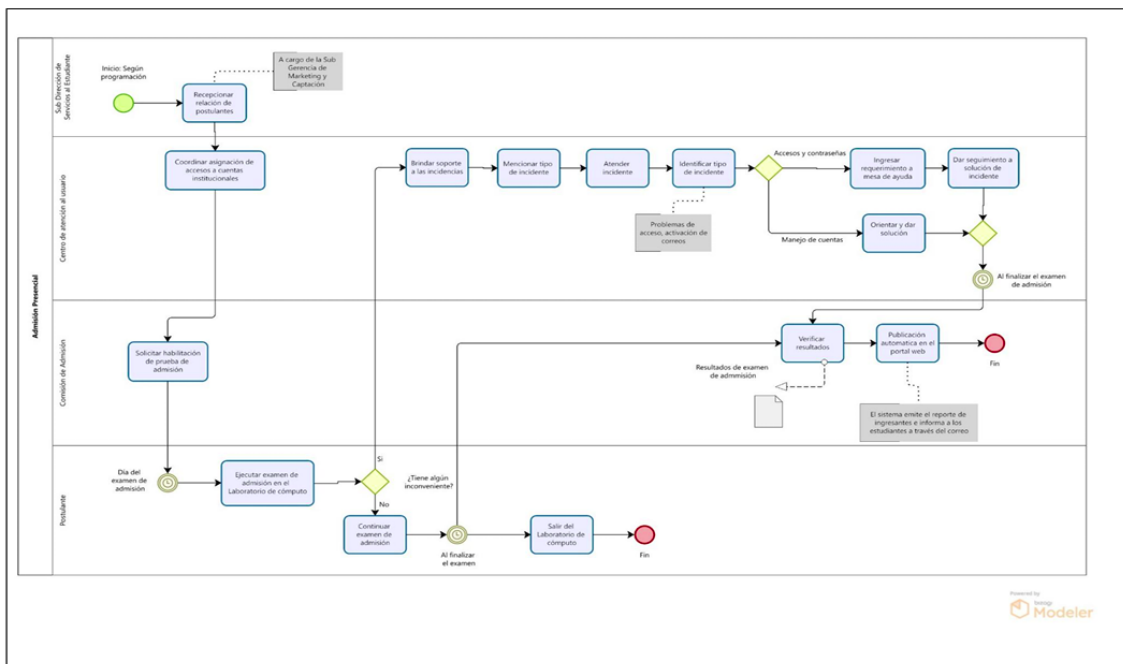 Admisión Presencial
Sub Dirección de
Servicios al Estudiante
Inicio: Según
programación
Recepcionar
relación de
postulantes
A cargo de la Sub
Gerencia de
Marketing y
Captación
Centro de atención al usuario
Coordinar asignación de
accesos a cuentas
institucionales
Brindar soporte
a las incidencias
Mencionar tipo
de incidente
Atender
incidente
Identificar tipo
de incidente
Problemas de
acceso, activación de
correos
Accesos y contraseñas
Ingresar
requerimiento a
mesa de ayuda
Dar seguimiento a
solución de
incidente
Manejo de cuentas
Orientar y dar
solución
Al finalizar el examen
de admisión
Comisión de Admisión
Solicitar habilitación
de prueba de
admisión
Verificar
resultados
Publicación
automatica en el
portal web
Fin
Resultados de examen
de admmisión
El sistema emite el reporte de
ingresantes e informa a los
estudiantes a través del correo
Postulante
Día del
examen de
admisión
Ejecutar examen de
admisión en el
Laboratorio de cómputo
Si
No
¿Tiene algún
inconveniente?
Continuar
examen de
admisión
Al finalizar
el examen
Salir del
Laboratorio de
cómputo
Fin
Powered by
bizagi
Modeler